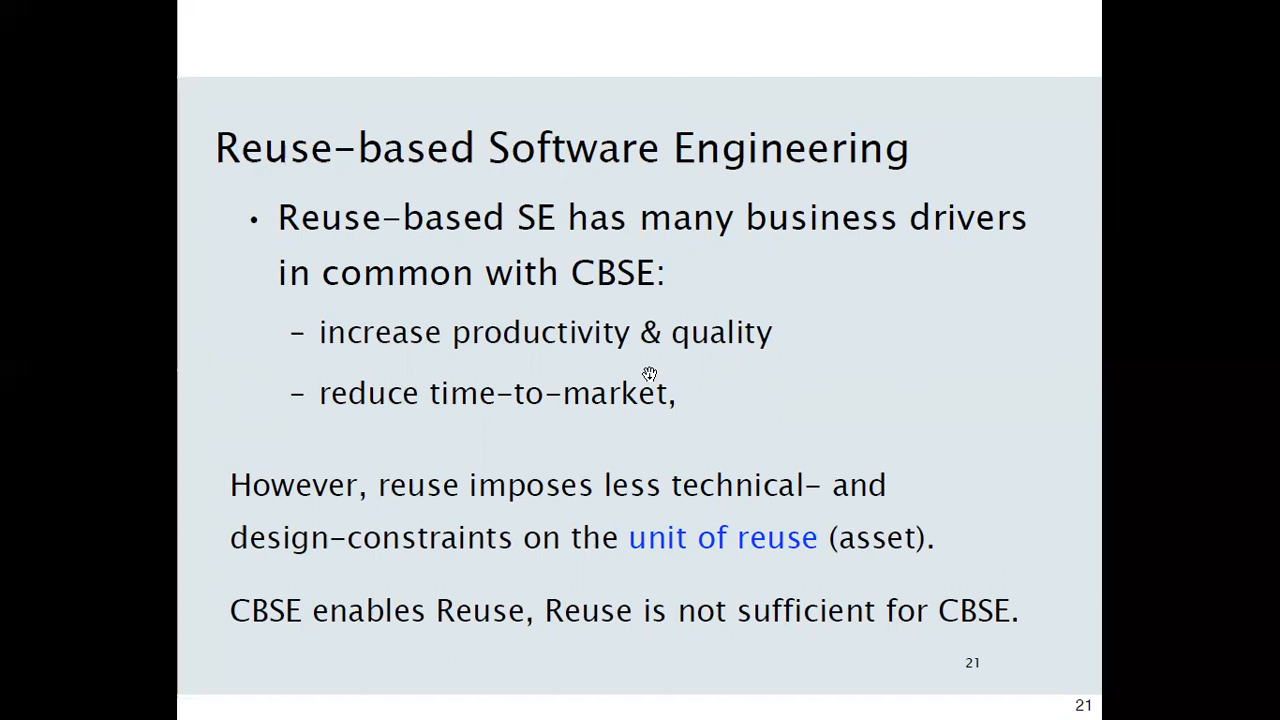 Reuse-based Software Engineering
• Reuse-based SE has many business drivers
in common with CBSE:
– increase productivity & quality
– reduce time-to-market,
However, reuse imposes less technical- and
design-constraints on the unit of reuse (asset).
CBSE enables Reuse, Reuse is not sufficient for CBSE.
21
21